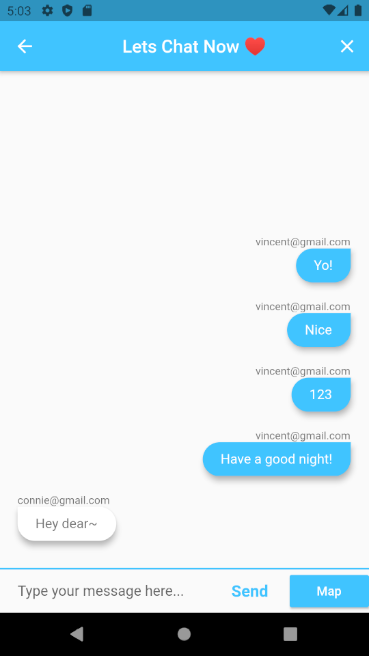 5:03
Lets Chat Now ❤️
vincent@gmail.com
Yo!
vincent@gmail.com
Nice
vincent@gmail.com
123
vincent@gmail.com
Have a good night!
connie@gmail.com
Hey dear~
Type your message here...
Send
Map